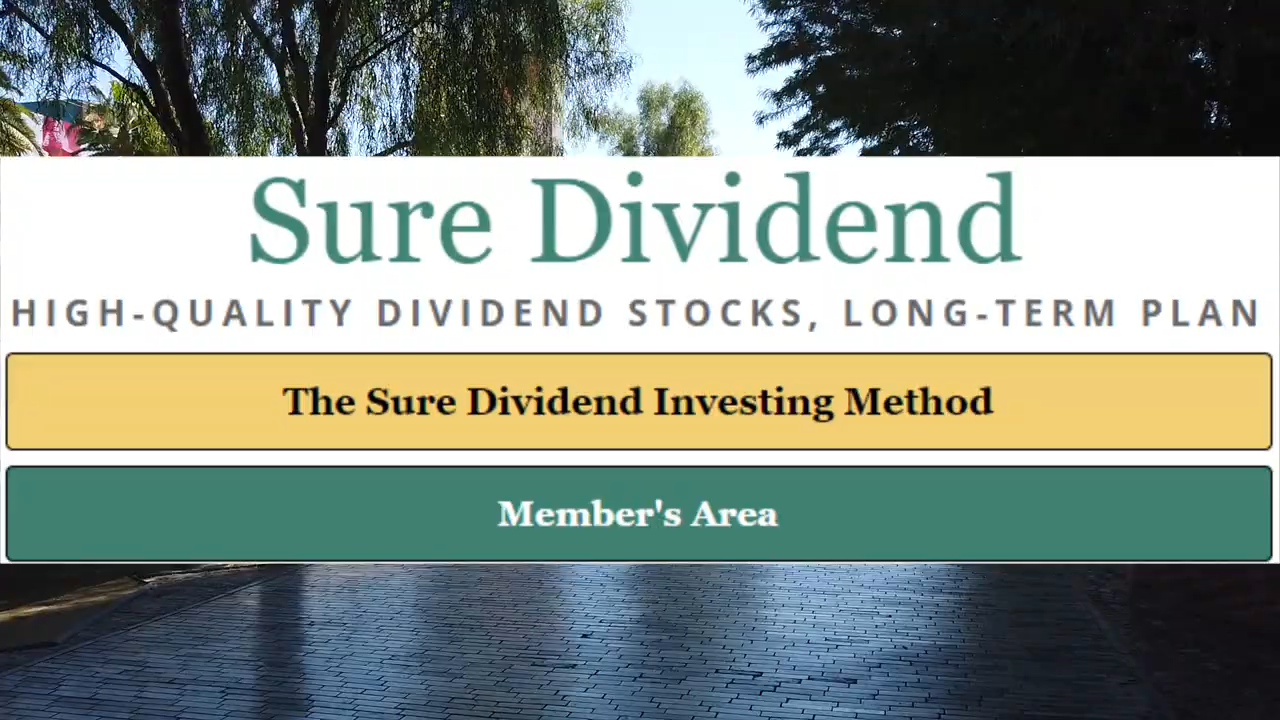 Sure Dividend
HIGH-QUALITY DIVIDEND STOCKS, LONG-TERM PLAN
The Sure Dividend Investing Method
Member's Area